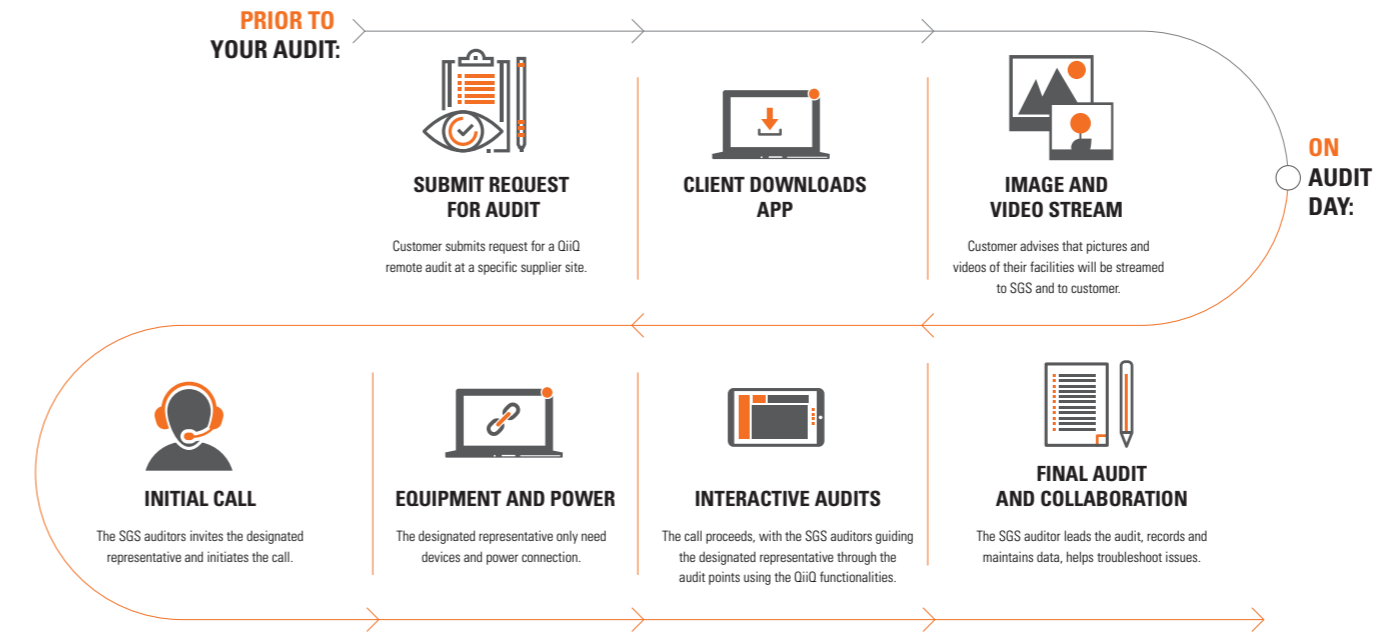 PRIOR TO
YOUR AUDIT:
SUBMIT REQUEST
FOR AUDIT
Customer submits request for a QiiQ
remote audit at a specific supplier site.
CLIENT DOWNLOADS
APP
IMAGE AND
VIDEO STREAM
Customer advises that pictures and
videos of their facilities will be streamed
to SGS and to customer.
ON
AUDIT
DAY:
INITIAL CALL
The SGS auditors invites the designated
representative and initiates the call.
EQUIPMENT AND POWER
The designated representative only need
devices and power connection.
INTERACTIVE AUDITS
The call proceeds, with the SGS auditors guiding
the designated representative through the
audit points using the QiiQ functionalities.
FINAL AUDIT
AND COLLABORATION
The SGS auditor leads the audit, records and
maintains data, helps troubleshoot issues.